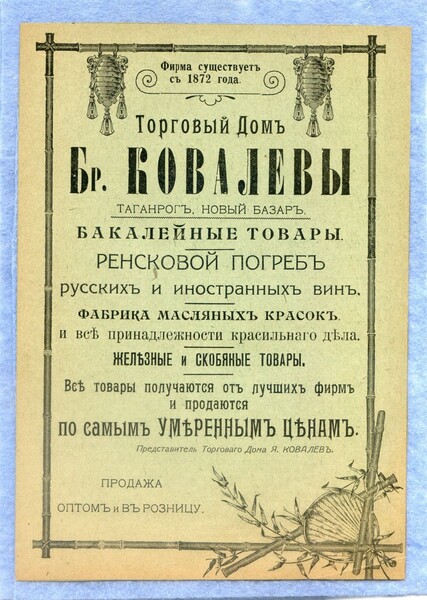 Фирма существуетъ
съ 1872 года.
Торговый Домъ
Бр. КОВАЛЕВЫ
ТАГАНРОГЪ, НОВЫЙ БАЗАРЪ.
БАКАЛЕЙНЫЕ ТОВАРЫ.
РЕНСКОВОЙ ПОГРЕБЪ
русскихъ и иностранныхъ винъ.
ФАБРИКА МАСЛЯНЫХЪ КРАСОКЪ
и всѣ принадлежности красильнаго дѣла.
ЖЕЛѢЗНЫЕ и СКОБЯНЫЕ ТОВАРЫ.
Всѣ товары получаются отъ лучшихъ фирмъ
и продаются
по самымъ УМѢРЕННЫМЪ ЦѢНАМЪ.
Представитель Торговаго Дома Я. КОВАЛЕВЪ.
ПРОДАЖА
ОПТОМЪ и ВЪ РОЗНИЦУ.